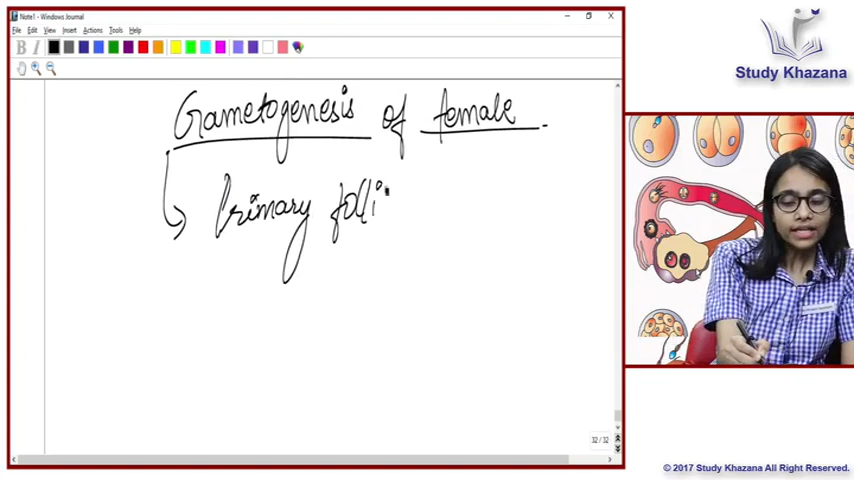 Note1 - Windows Journal
File Edit View Insert Actions Tools Help
B I
Study Khazana
Gametogenesis of female.
Primary folli
32 / 32
© 2017 Study Khazana All Right Reserved.